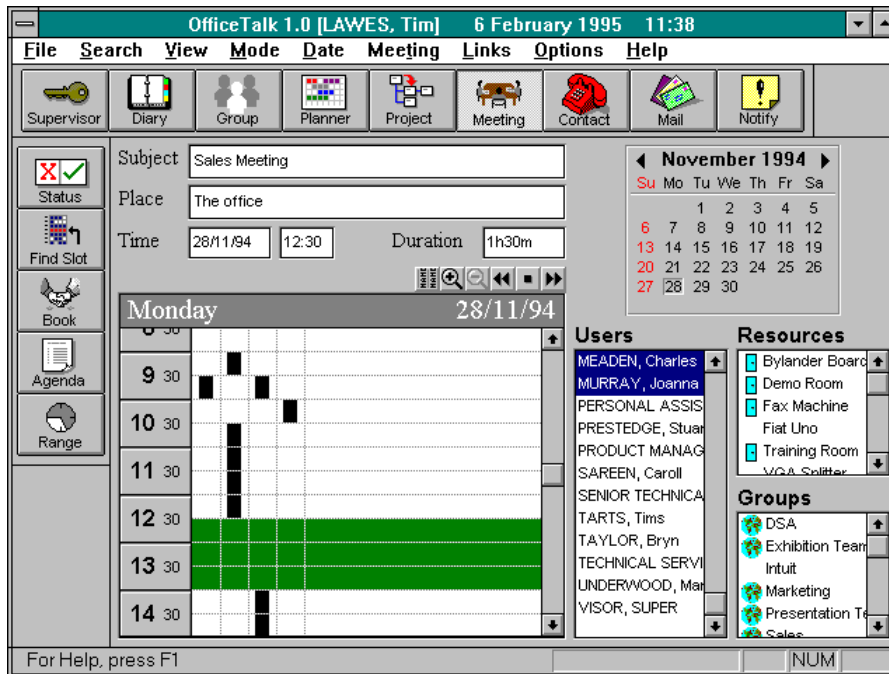 OfficeTalk 1.0 [LAWES, Tim] 6 February 1995 11:38
File Search View Mode Date Meeting Links Options Help
Supervisor Diary Group Planner Project Meeting Contact Mail Notify
Status
Find Slot
Book
Agenda
Range
Subject Sales Meeting
Place The office
Time 28/11/94 12:30 Duration 1h30m
Monday 28/11/94
8 30
9 30
10 30
11 30
12 30
13 30
14 30
November 1994
Su Mo Tu We Th Fr Sa
1 2 3 4 5
6 7 8 9 10 11 12
13 14 15 16 17 18 19
20 21 22 23 24 25 26
27 28 29 30
Users
MEADEN, Charles
MURRAY, Joanna
PERSONAL ASSIS
PRESTEDGE, Stuar
PRODUCT MANAG
SAREEN, Caroll
SENIOR TECHNICA
TARTS, Tims
TAYLOR, Bryn
TECHNICAL SERVI
UNDERWOOD, Mar
VISOR, SUPER
Resources
Bylander Board
Demo Room
Fax Machine
Fiat Uno
Training Room
VGA Splitter
Groups
DSA
Exhibition Team
Intuit
Marketing
Presentation Te
Sales
For Help, press F1
NUM